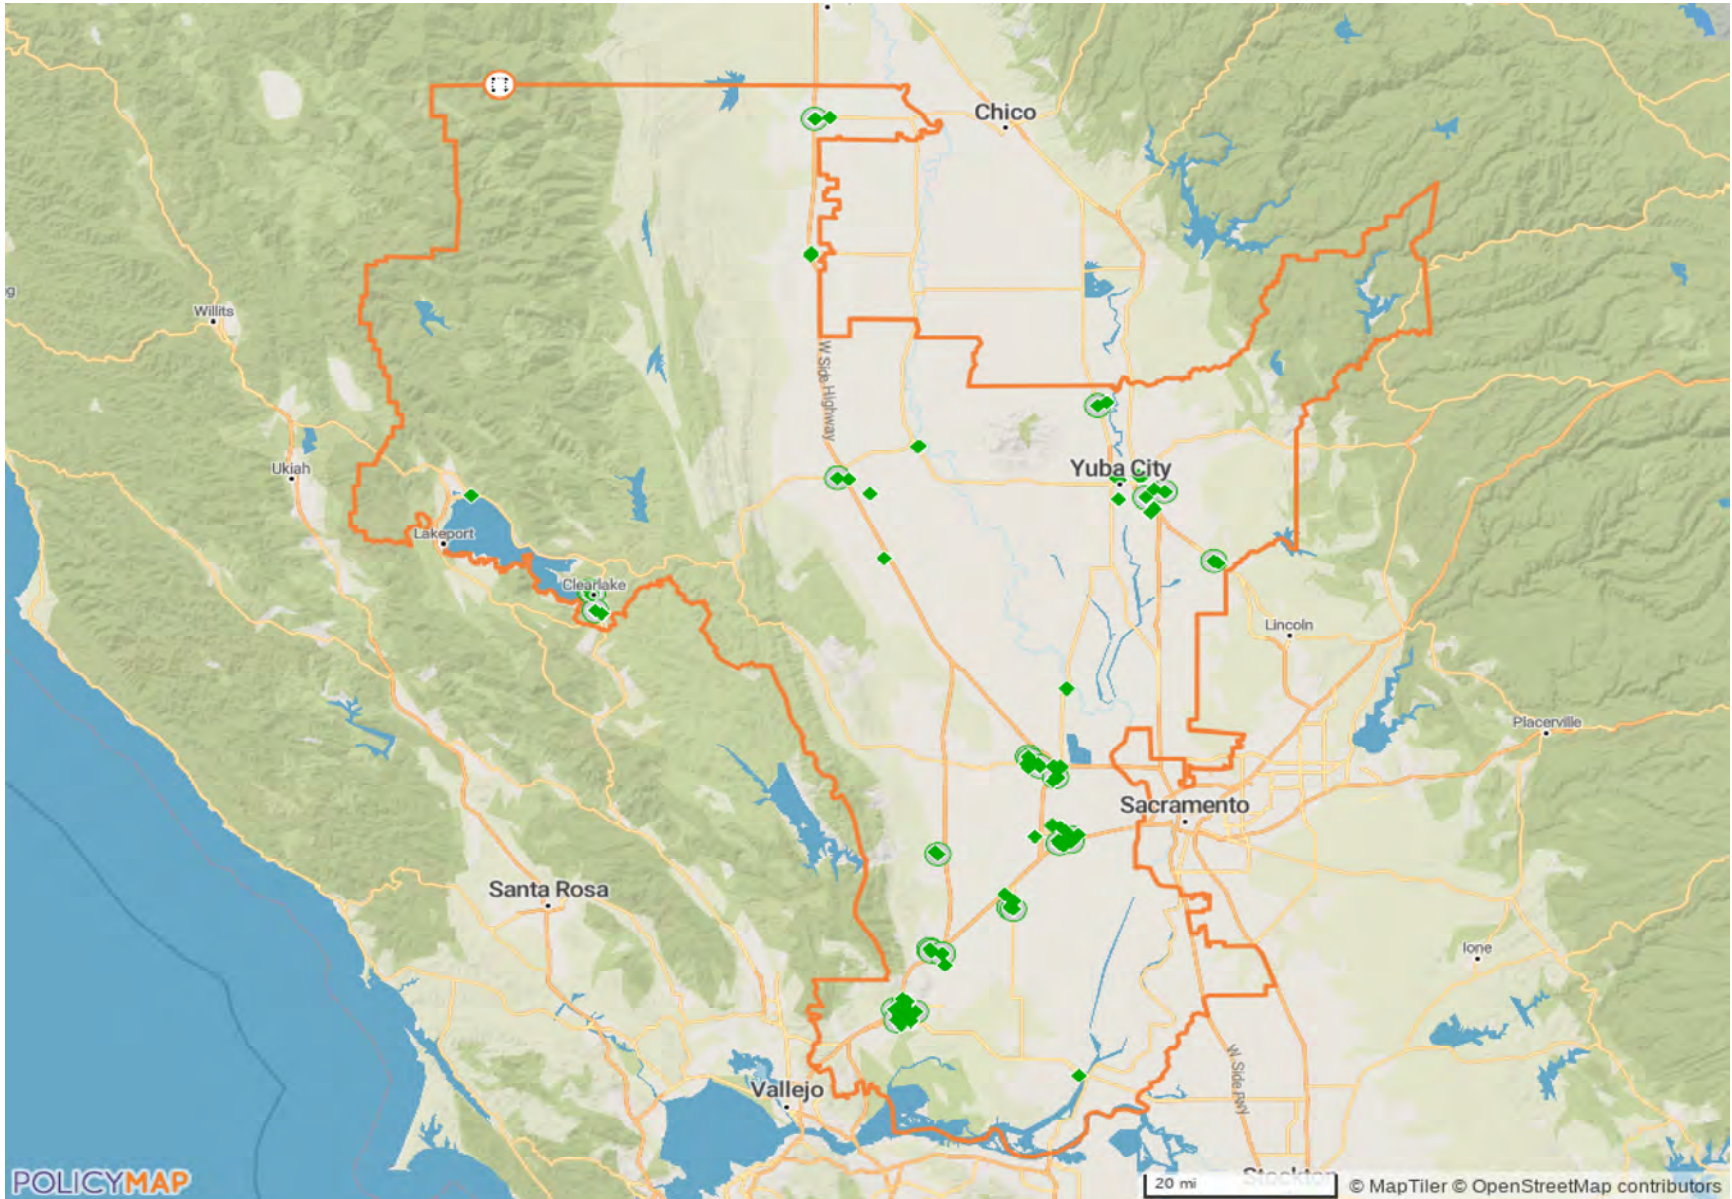 Chico
Willits
g
W Side Highway
Yuba City
Ukiah
Lakeport
Clearlake
Lincoln
Placerville
Sacramento
Santa Rosa
Ione
W Side FWY
Vallejo
Stockton
POLICYMAP
20 mi
© MapTiler © OpenStreetMap contributors